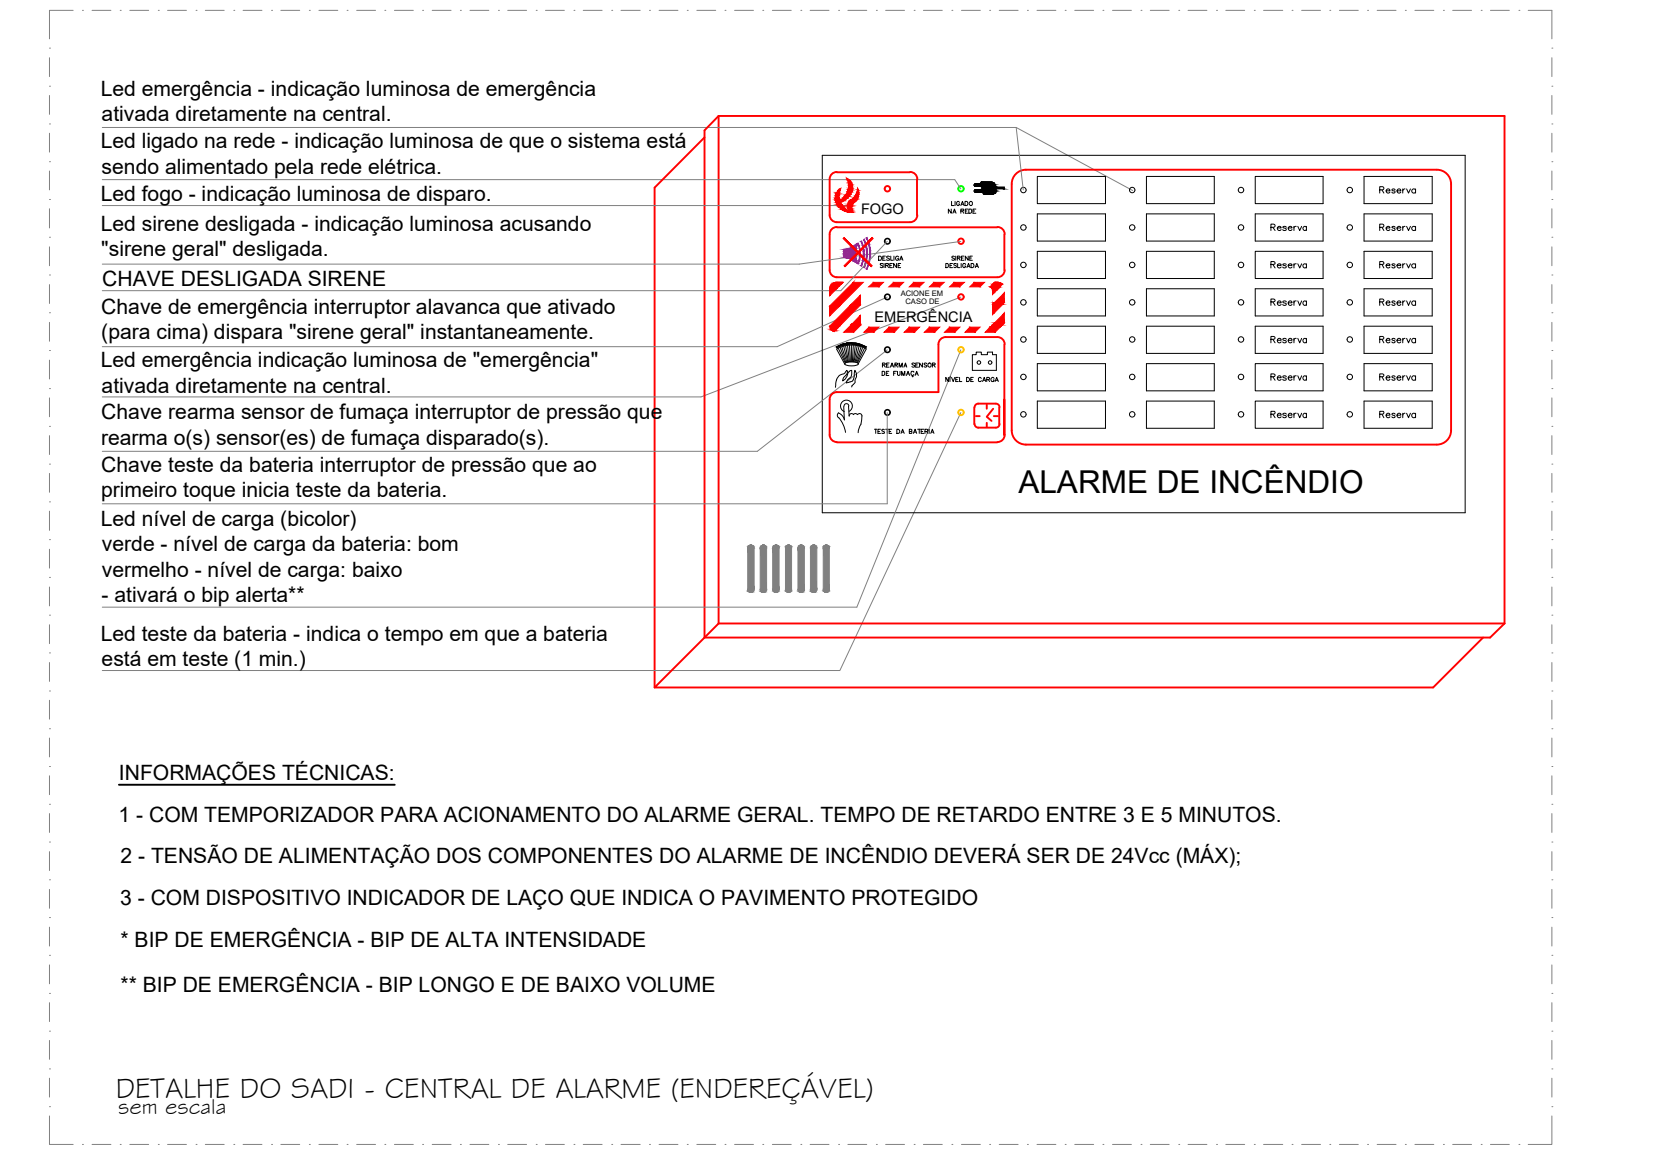 Led emergência - indicação luminosa de emergência
ativada diretamente na central.
Led ligado na rede - indicação luminosa de que o sistema está
sendo alimentado pela rede elétrica.
Led fogo - indicação luminosa de disparo.
Led sirene desligada - indicação luminosa acusando
"sirene geral" desligada.
CHAVE DESLIGADA SIRENE
Chave de emergência interruptor alavanca que ativado
(para cima) dispara "sirene geral" instantaneamente.
Led emergência indicação luminosa de "emergência"
ativada diretamente na central.
Chave rearma sensor de fumaça interruptor de pressão que
rearma o(s) sensor(es) de fumaça disparado(s).
Chave teste da bateria interruptor de pressão que ao
primeiro toque inicia teste da bateria.
Led nível de carga (bicolor)
verde - nível de carga da bateria: bom
vermelho - nível de carga: baixo
- ativará o bip alerta**
Led teste da bateria - indica o tempo em que a bateria
está em teste (1 min.)
FOGO
LIGADO
NA REDE
DESLIGA
SIRENE
SIRENE
DESLIGADA
ACIONE EM
CASO DE
EMERGÊNCIA
REARMA SENSOR
DE FUMAÇA
NÍVEL DE CARGA
TESTE DA BATERIA
Reserva
Reserva Reserva
Reserva Reserva
Reserva Reserva
Reserva Reserva
Reserva Reserva
Reserva Reserva
ALARME DE INCÊNDIO
INFORMAÇÕES TÉCNICAS:
1 - COM TEMPORIZADOR PARA ACIONAMENTO DO ALARME GERAL. TEMPO DE RETARDO ENTRE 3 E 5 MINUTOS.
2 - TENSÃO DE ALIMENTAÇÃO DOS COMPONENTES DO ALARME DE INCÊNDIO DEVERÁ SER DE 24Vcc (MÁX);
3 - COM DISPOSITIVO INDICADOR DE LAÇO QUE INDICA O PAVIMENTO PROTEGIDO
* BIP DE EMERGÊNCIA - BIP DE ALTA INTENSIDADE
** BIP DE EMERGÊNCIA - BIP LONGO E DE BAIXO VOLUME
DETALHE DO SADI - CENTRAL DE ALARME (ENDEREÇÁVEL)
sem escala